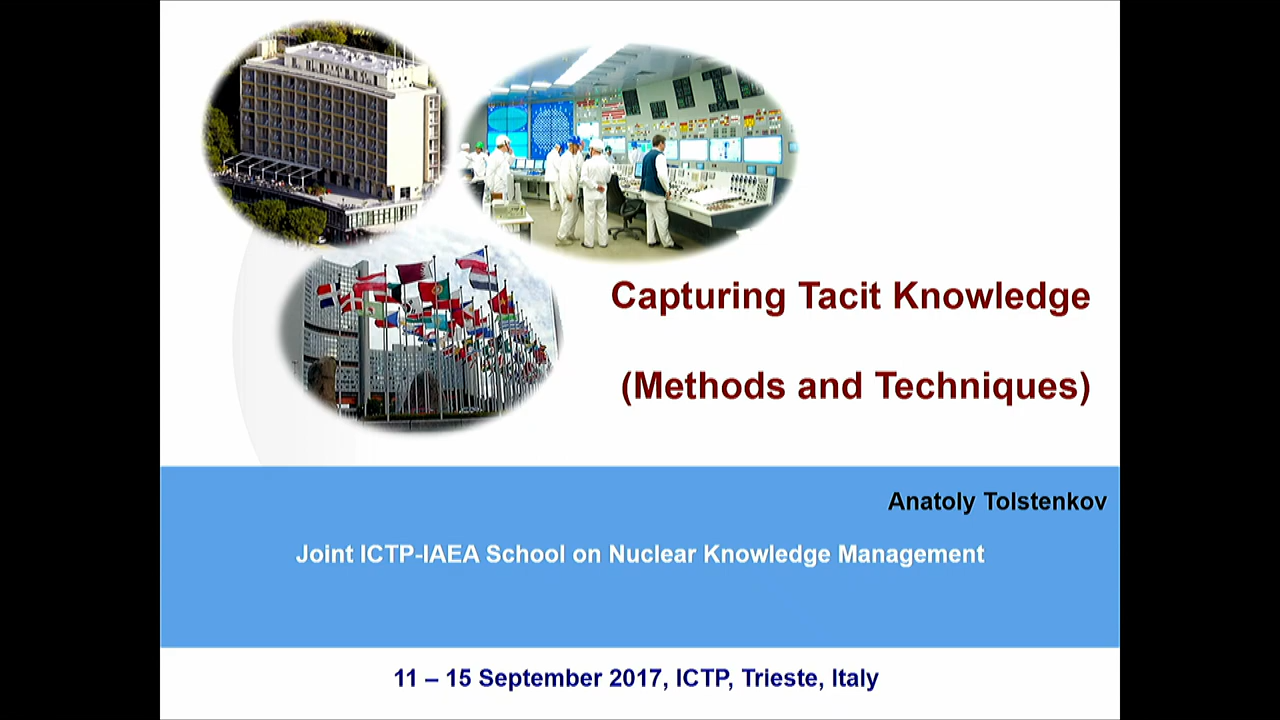 Capturing Tacit Knowledge
(Methods and Techniques)
Anatoly Tolstenkov
Joint ICTP-IAEA School on Nuclear Knowledge Management
11 – 15 September 2017, ICTP, Trieste, Italy